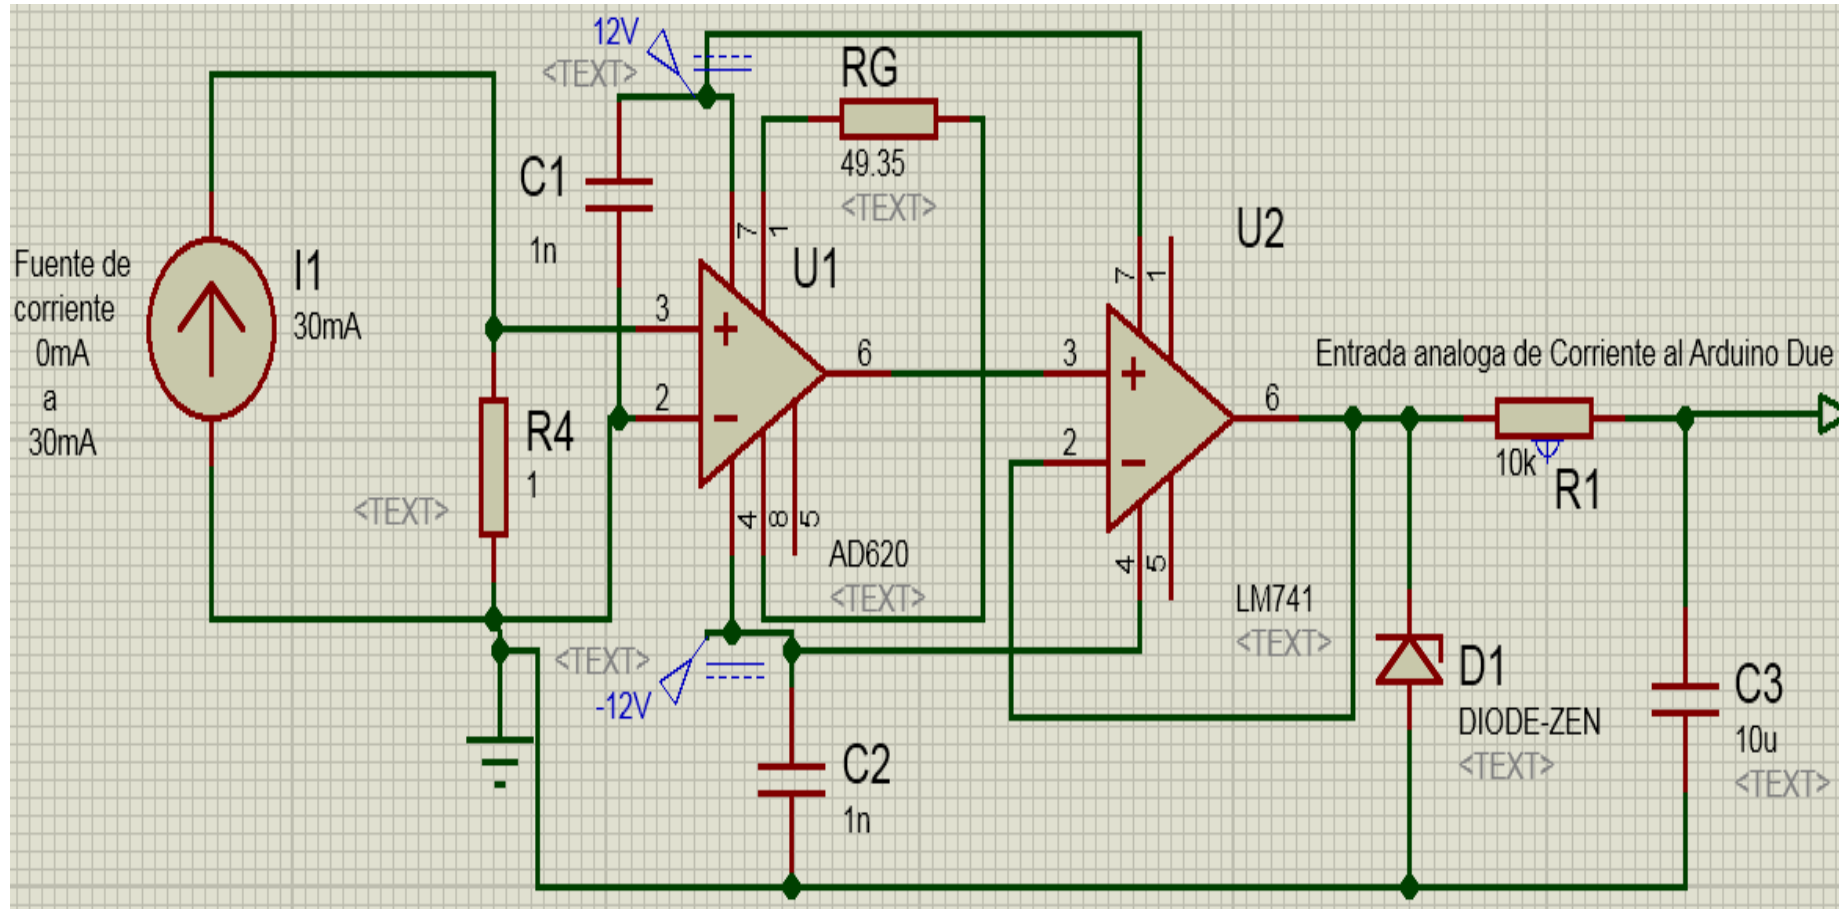 12V
<TEXT>
RG
49.35
<TEXT>
C1
1n
7
1
U1
U2
7
1
Fuente de
corriente
0mA
a
30mA
I1
30mA
3
2
6
3
2
6
Entrada analoga de Corriente al Arduino Due
R4
1
<TEXT>
4
8
5
AD620
<TEXT>
4
5
LM741
<TEXT>
10k
R1
<TEXT>
-12V
D1
DIODE-ZEN
<TEXT>
C3
10u
<TEXT>
C2
1n